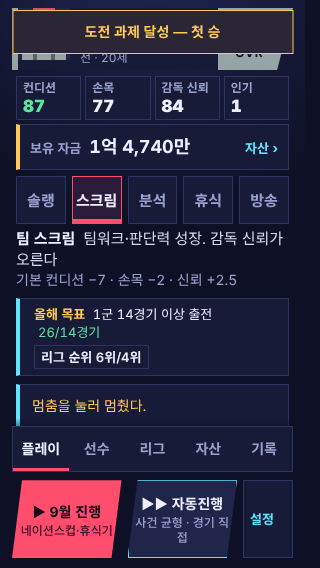 도전 과제 달성 — 첫 승
전 · 20세
OVR
컨디션 손목 감독 신뢰 인기
87 77 84 1
보유 자금 1억 4,740만 자산 ›
솔랭 스크림 분석 휴식 방송
팀 스크림 팀워크·판단력 성장. 감독 신뢰가
오른다
기본 컨디션 −7 · 손목 −2 · 신뢰 +2.5
올해 목표 1군 14경기 이상 출전
26/14경기
리그 순위 6위/4위
멈춤을 눌러 멈췄다.
플레이 선수 리그 자산 기록
▶ 9월 진행
네이션스컵·휴식기
▶▶ 자동진행
사건 균형 · 경기 직
접
설정